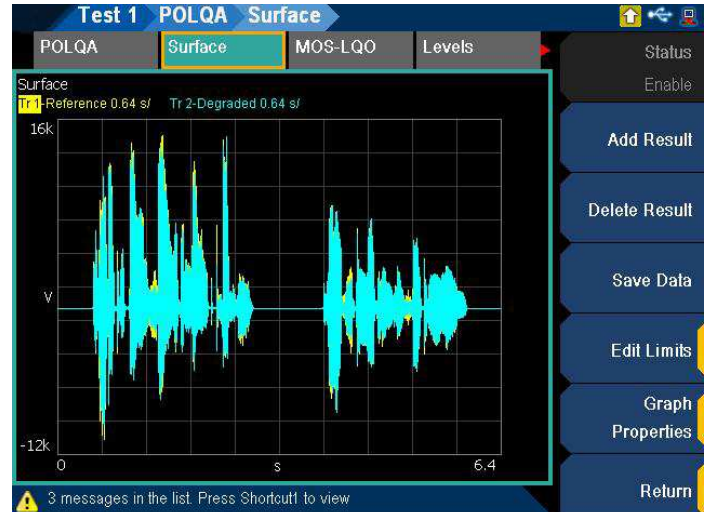 Test 1 POLQA Surface
POLQA Surface MOS-LQO Levels
Status
Enable
Surface
Tr 1-Reference 0.64 s/ Tr 2-Degraded 0.64 s/
16k
V
-12k
0 s 6.4
Add Result
Delete Result
Save Data
Edit Limits
Graph
Properties
Return
3 messages in the list. Press Shortcut1 to view